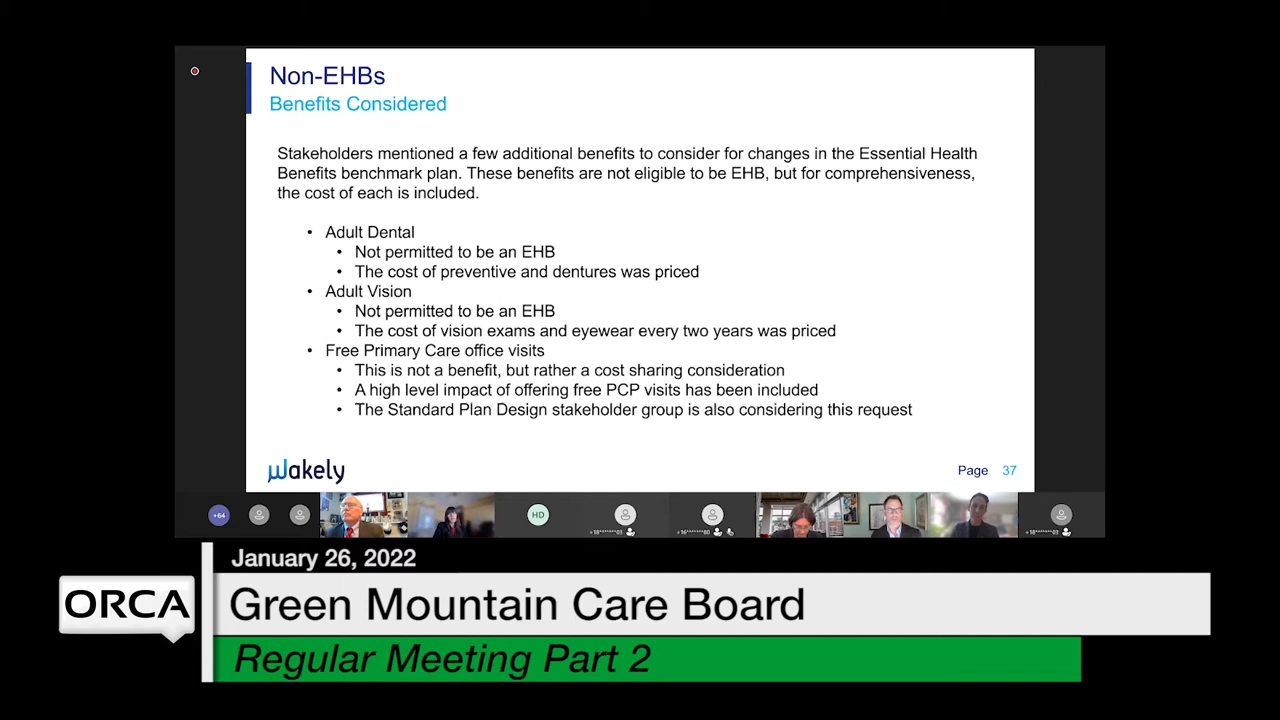 Non-EHBs
Benefits Considered
Stakeholders mentioned a few additional benefits to consider for changes in the Essential Health
Benefits benchmark plan. These benefits are not eligible to be EHB, but for comprehensiveness,
the cost of each is included.
• Adult Dental
• Not permitted to be an EHB
• The cost of preventive and dentures was priced
• Adult Vision
• Not permitted to be an EHB
• The cost of vision exams and eyewear every two years was priced
• Free Primary Care office visits
• This is not a benefit, but rather a cost sharing consideration
• A high level impact of offering free PCP visits has been included
• The Standard Plan Design stakeholder group is also considering this request
wakely
Page 37
+64
HD
+18*******03
+16*******80
+18*******03
January 26, 2022
ORCA
Green Mountain Care Board
Regular Meeting Part 2